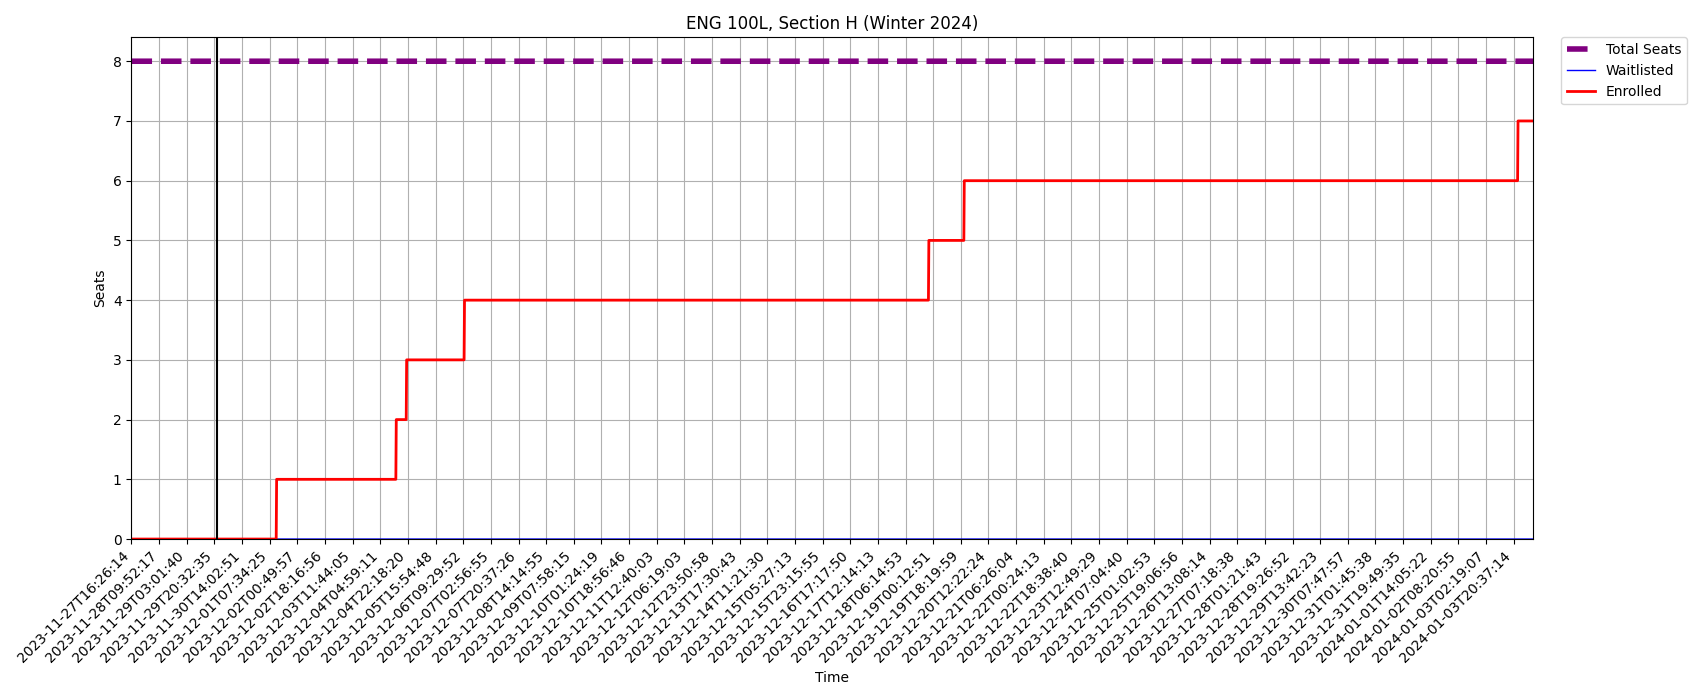 ENG 100L, Section H (Winter 2024)
Total Seats
Waitlisted
Enrolled
8
7
6
5
4
3
2
1
0
Seats
2023-11-27T16:26:14
2023-11-28T09:52:17
2023-11-29T03:01:40
2023-11-29T20:32:35
2023-11-30T14:02:51
2023-12-01T07:34:25
2023-12-02T00:49:57
2023-12-02T18:16:56
2023-12-03T11:44:05
2023-12-04T04:59:11
2023-12-04T22:18:20
2023-12-05T15:54:48
2023-12-06T09:29:52
2023-12-07T02:56:55
2023-12-07T20:37:26
2023-12-08T14:14:55
2023-12-09T07:58:15
2023-12-10T01:24:19
2023-12-10T18:56:46
2023-12-11T12:40:03
2023-12-12T06:19:03
2023-12-12T23:50:58
2023-12-13T17:30:43
2023-12-14T11:21:30
2023-12-15T05:27:13
2023-12-15T23:15:55
2023-12-16T17:17:50
2023-12-17T12:14:13
2023-12-18T06:14:53
2023-12-19T00:12:51
2023-12-19T18:19:59
2023-12-20T12:22:24
2023-12-21T06:26:04
2023-12-22T00:24:13
2023-12-22T18:38:40
2023-12-23T12:49:29
2023-12-24T07:04:40
2023-12-25T01:02:53
2023-12-25T19:06:56
2023-12-26T13:08:14
2023-12-27T07:18:38
2023-12-28T01:21:43
2023-12-28T19:26:52
2023-12-29T13:42:23
2023-12-30T07:47:57
2023-12-31T01:45:38
2023-12-31T19:49:35
2024-01-01T14:05:22
2024-01-02T08:20:55
2024-01-03T02:19:07
2024-01-03T20:37:14
Time